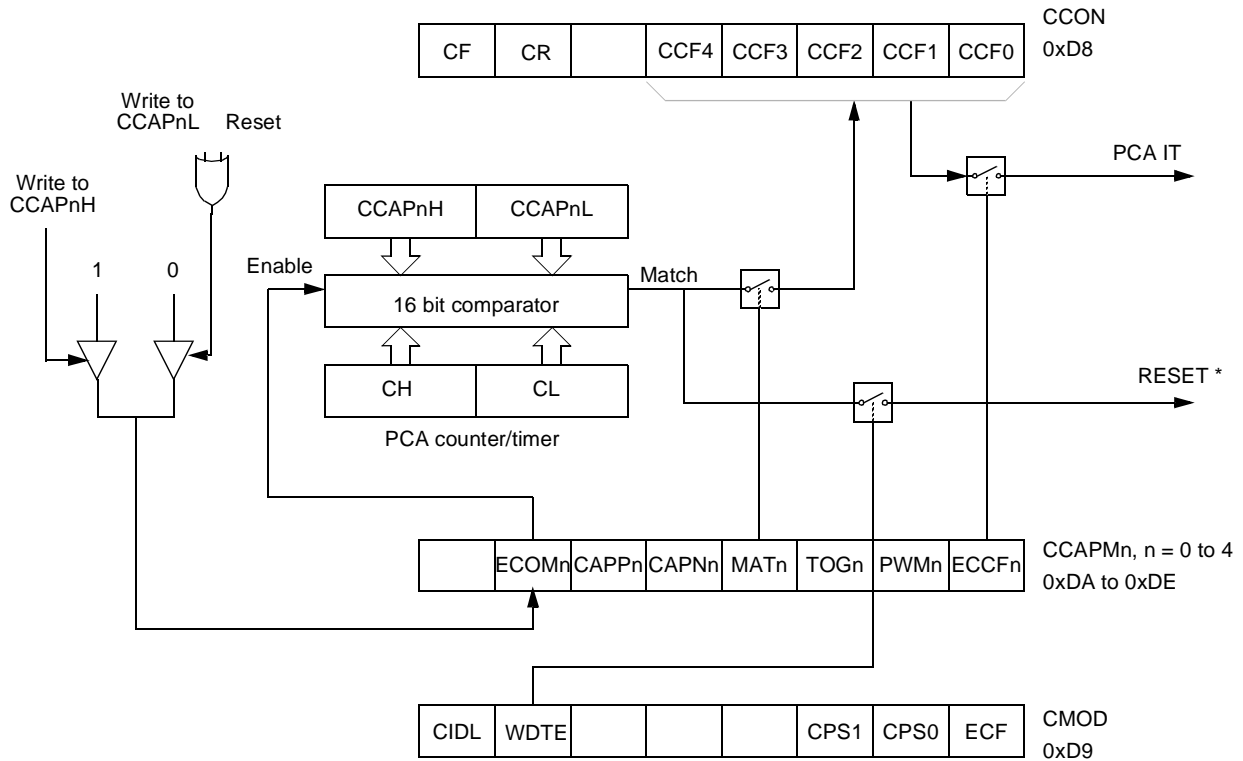 CCON
CF CR CCF4 CCF3 CCF2 CCF1 CCF0
0xD8
Write to
CCAPnL Reset
PCA IT
Write to
CCAPnH
CCAPnH CCAPnL
1 0
Enable Match
16 bit comparator
CH CL
RESET *
PCA counter/timer
ECOMn CAPPn CAPNn MATn TOGn PWMn ECCFn
CCAPMn, n = 0 to 4
0xDA to 0xDE
CIDL WDTE CPS1 CPS0 ECF
CMOD
0xD9